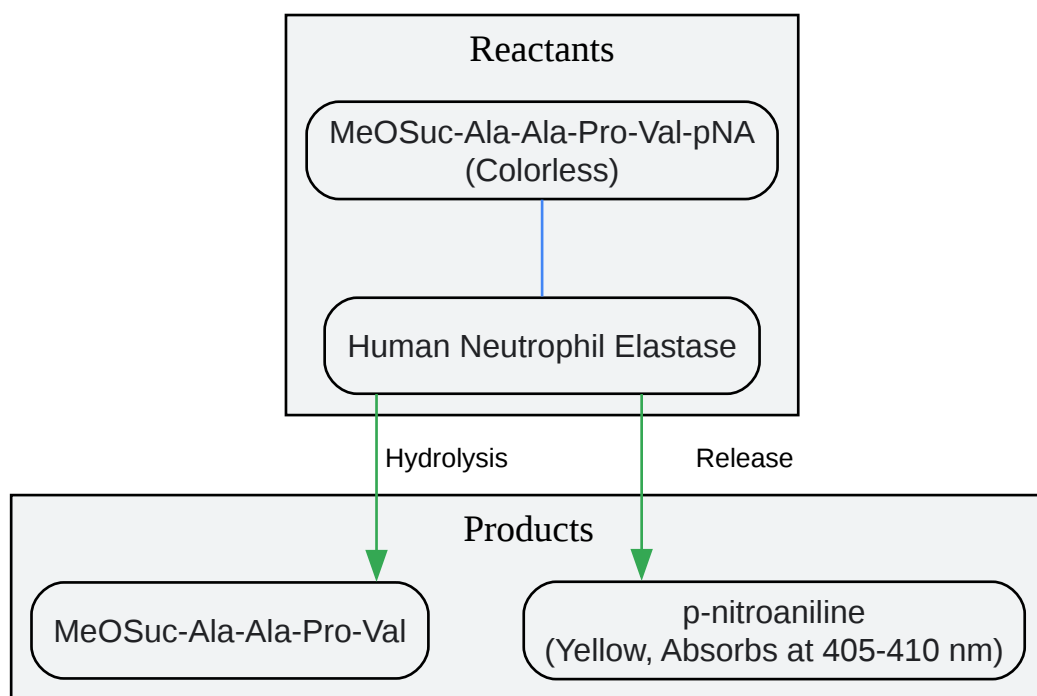 Reactants
MeOSuc-Ala-Ala-Pro-Val-pNA
(Colorless)
Human Neutrophil Elastase
Hydrolysis
Release
Products
MeOSuc-Ala-Ala-Pro-Val
p-nitroaniline
(Yellow, Absorbs at 405-410 nm)